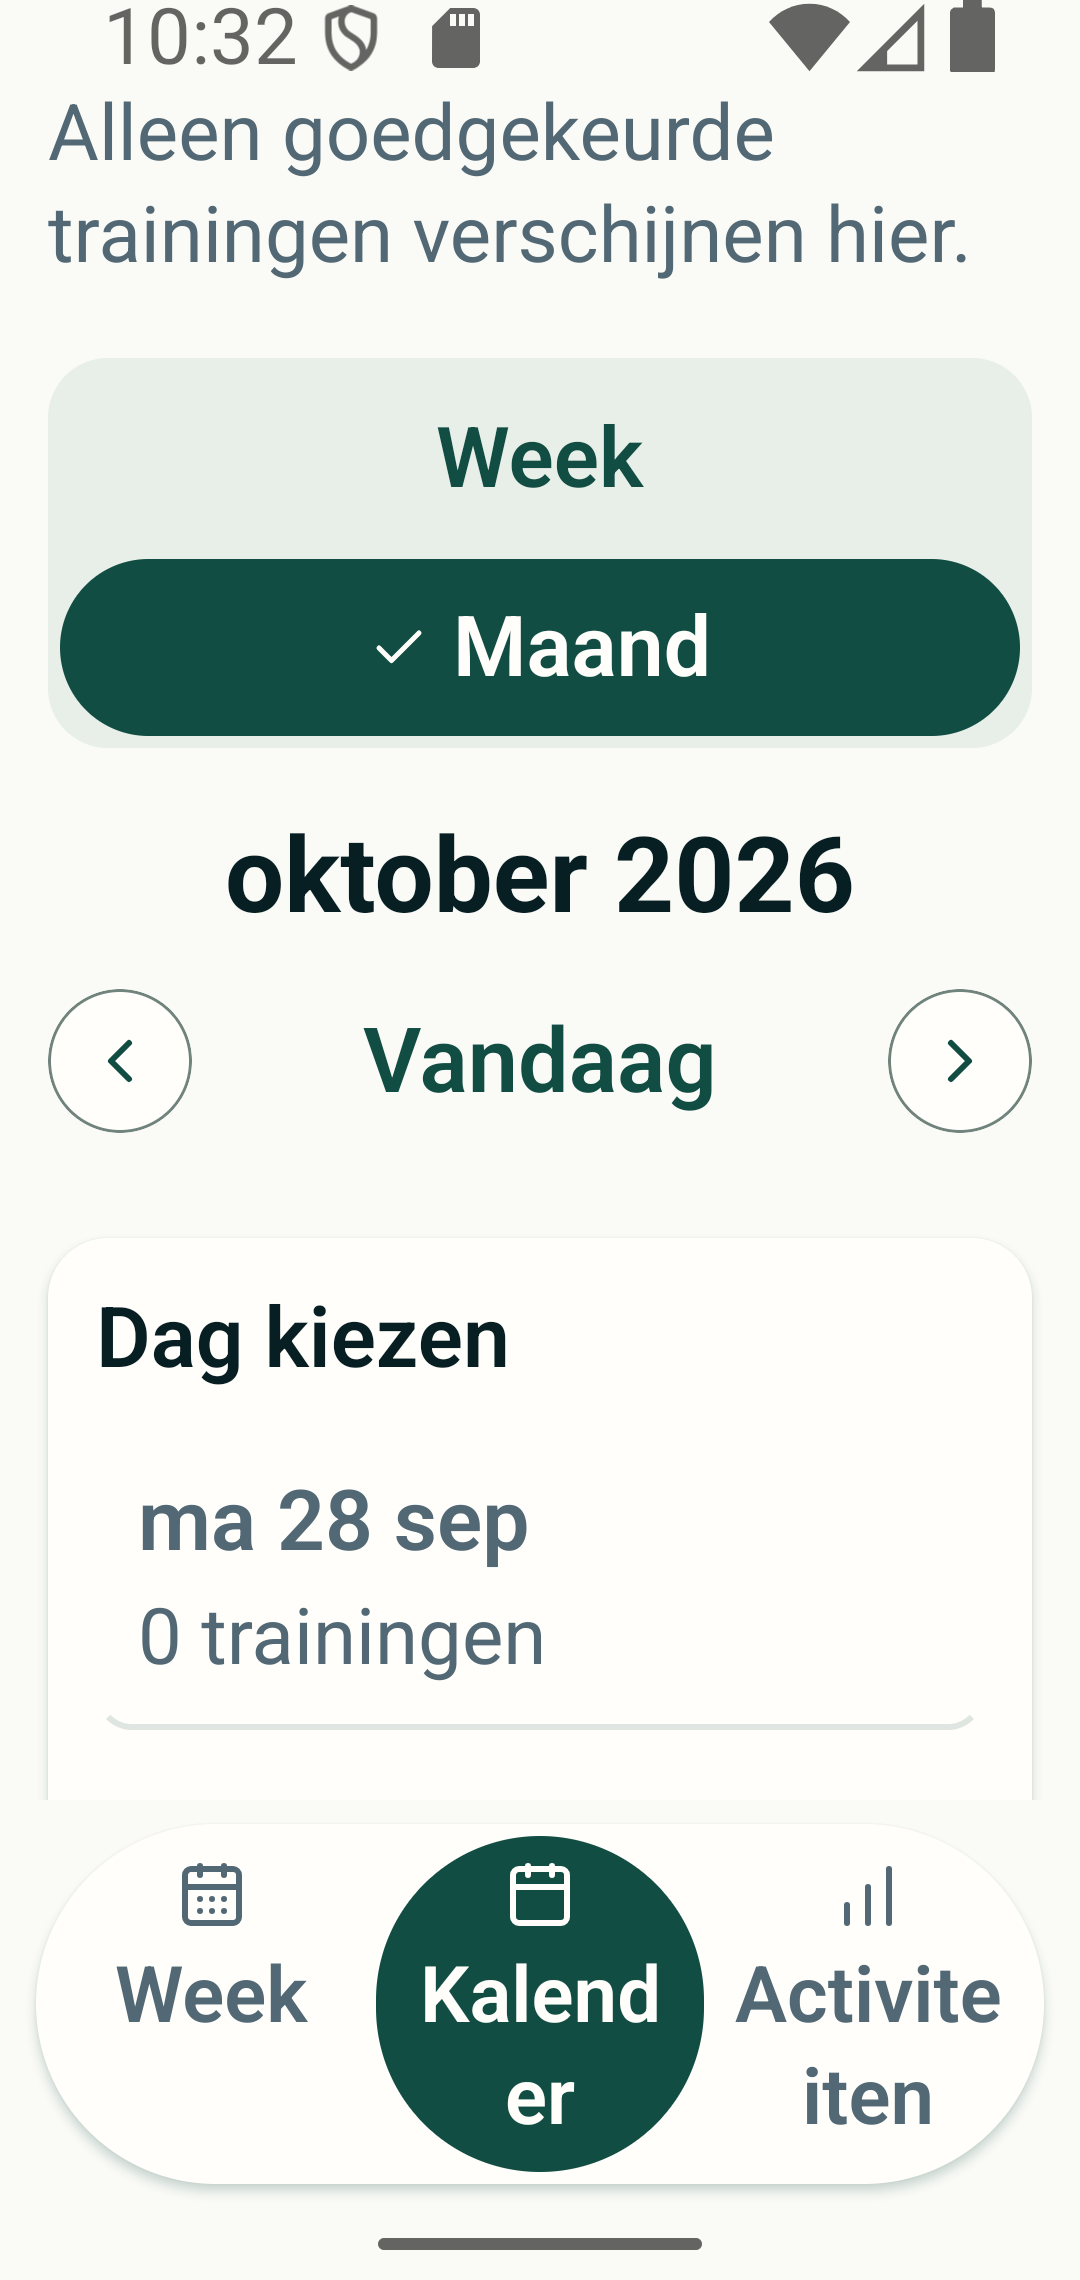 10:32
Alleen goedgekeurde
trainingen verschijnen hier.
Week
Maand
oktober 2026
Vandaag
Dag kiezen
ma 28 sep
0 trainingen
Week
Kalend
er
Activite
iten